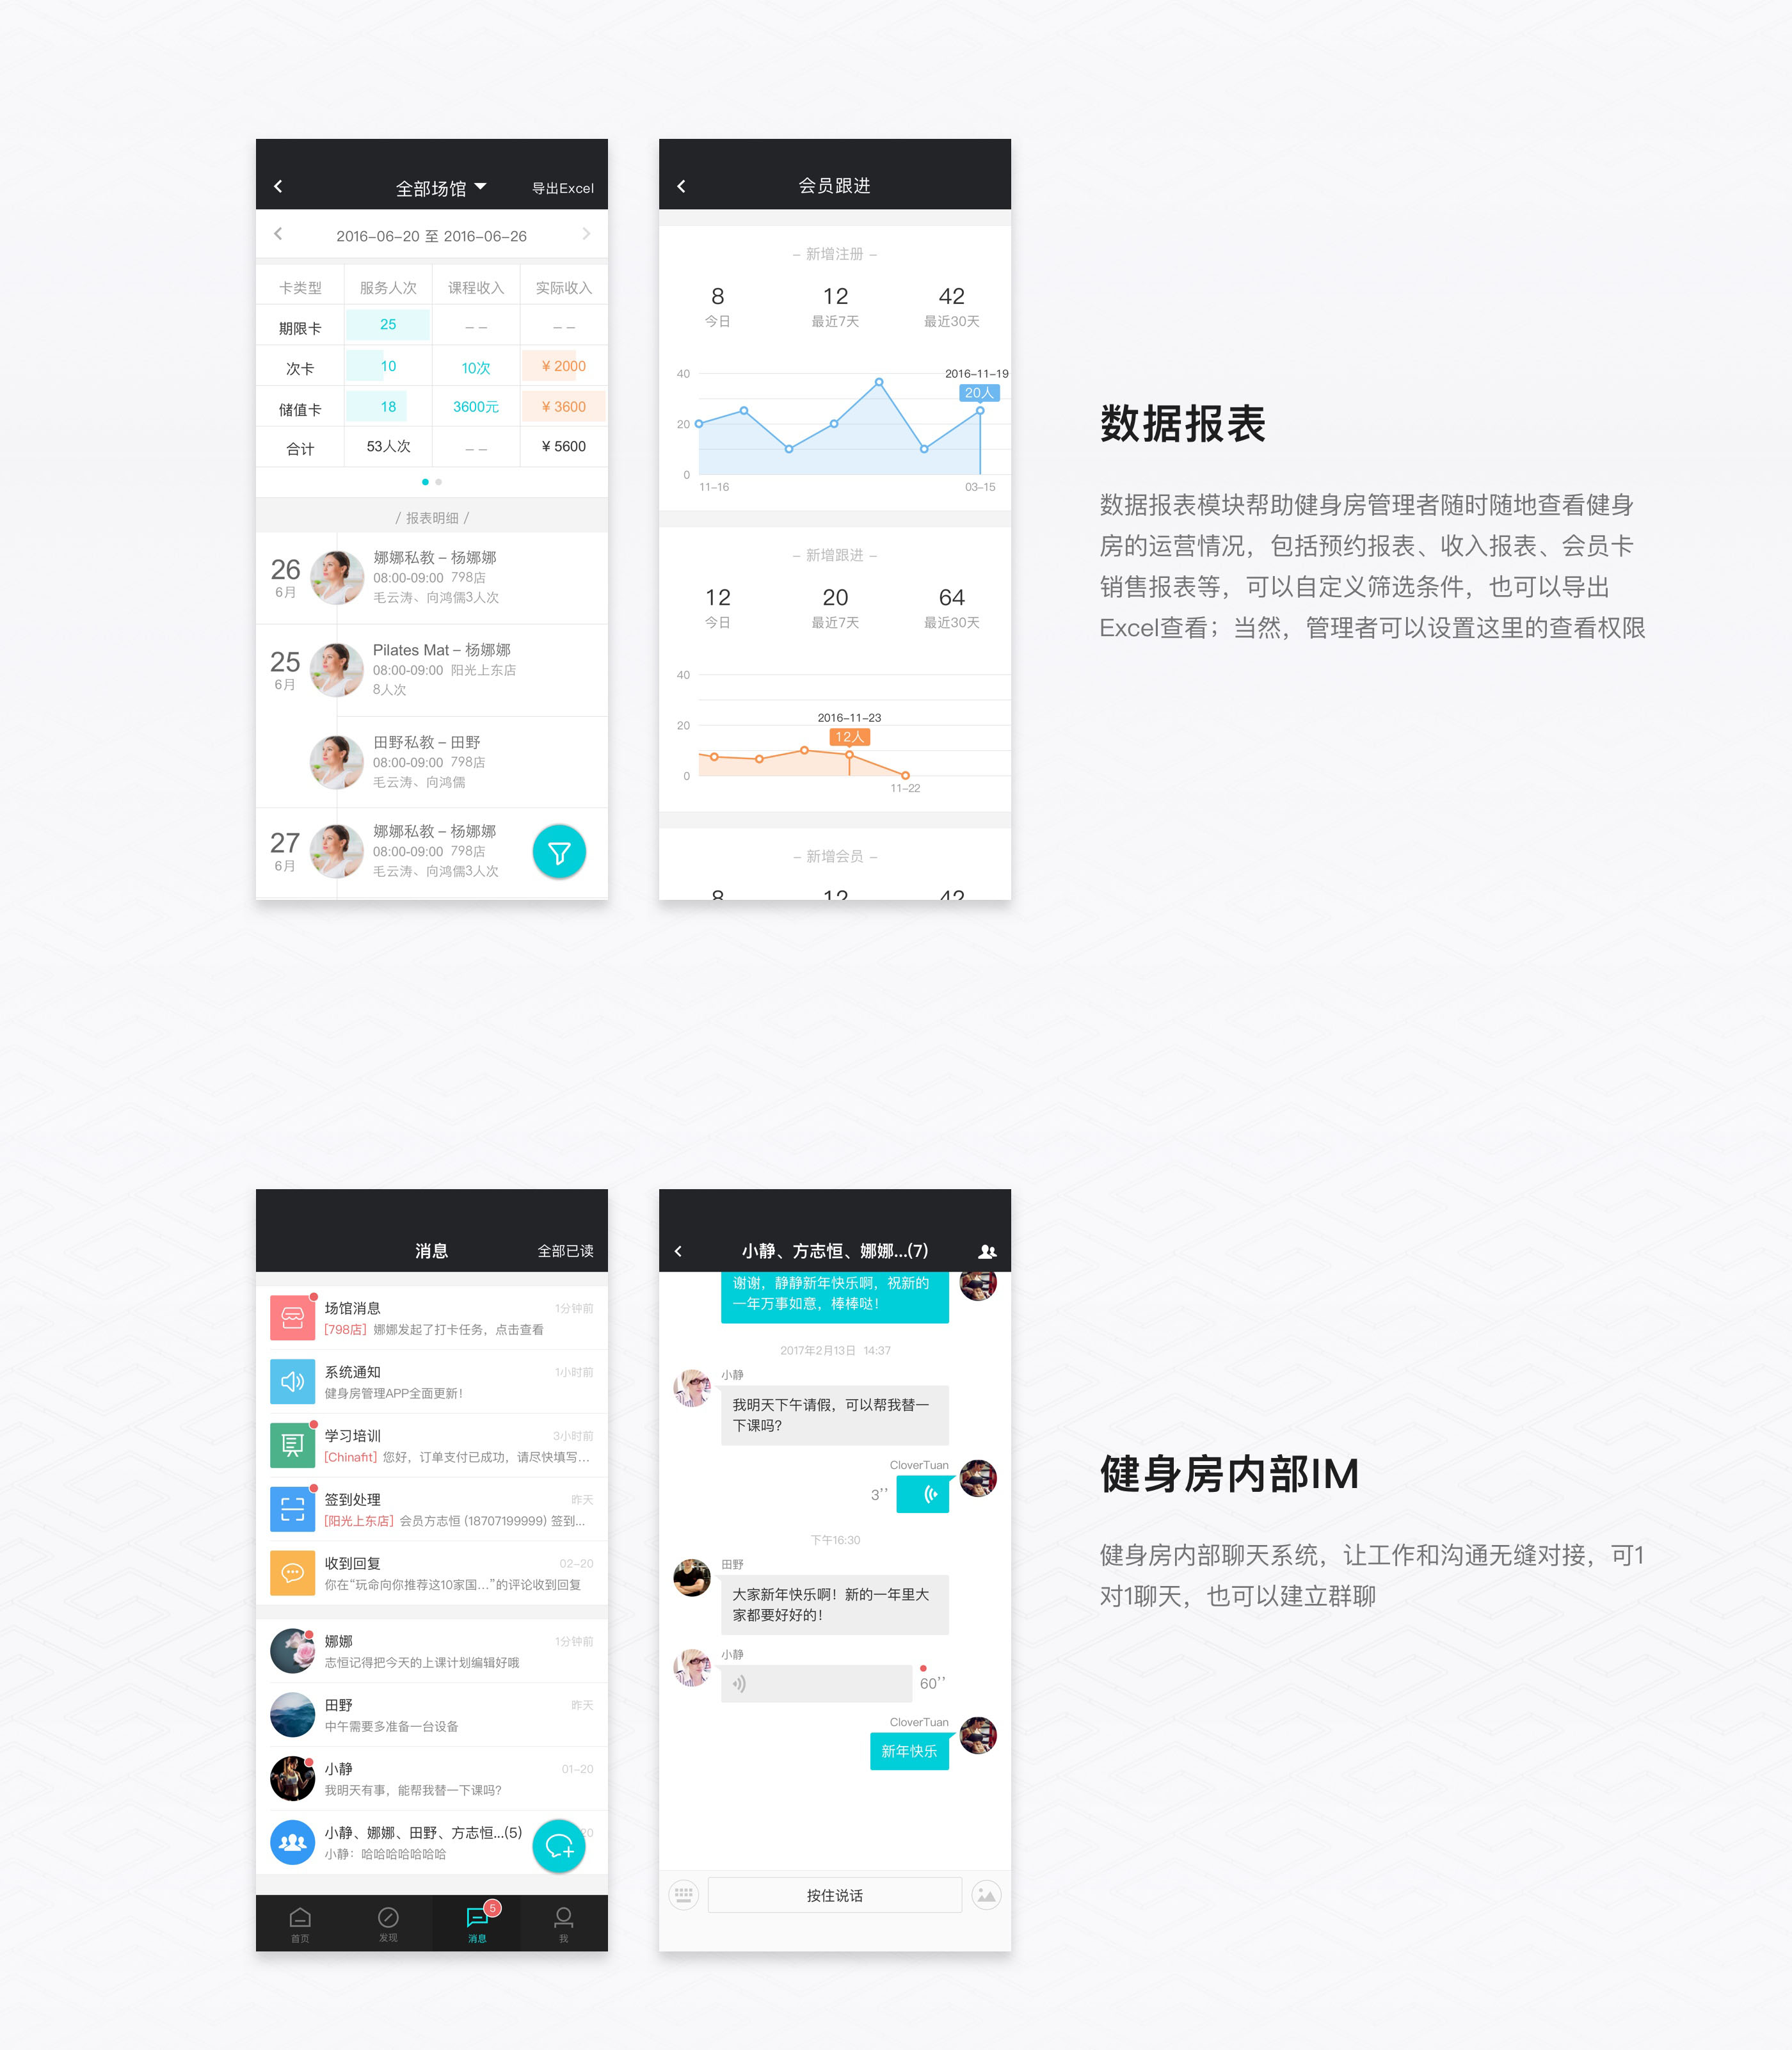 全部场馆
导出Excel
2016-06-20 至 2016-06-26
卡类型 服务人次 课程收入 实际收入
期限卡 25 -- --
次卡 10 10次 ¥ 2000
储值卡 18 3600元 ¥ 3600
合计 53人次 -- ¥ 5600
/ 报表明细 /
26
6月
娜娜私教 – 杨娜娜
08:00-09:00 798店
毛云涛、向鸿儒3人次
25
6月
Pilates Mat – 杨娜娜
08:00-09:00 阳光上东店
8人次
田野私教 – 田野
08:00-09:00 798店
毛云涛、向鸿儒
27
6月
娜娜私教 – 杨娜娜
08:00-09:00 798店
毛云涛、向鸿儒3人次
会员跟进
– 新增注册 –
8 12 42
今日 最近7天 最近30天
40
2016-11-19
20人
20
0
11-16 03-15
– 新增跟进 –
12 20 64
今日 最近7天 最近30天
40
2016-11-23
20
12人
0
11-22
– 新增会员 –
8 12 42
数据报表
数据报表模块帮助健身房管理者随时随地查看健身
房的运营情况，包括预约报表、收入报表、会员卡
销售报表等，可以自定义筛选条件，也可以导出
Excel查看；当然，管理者可以设置这里的查看权限
消息
全部已读
场馆消息 1分钟前
[798店] 娜娜发起了打卡任务，点击查看
系统通知 1小时前
健身房管理APP全面更新！
学习培训 3小时前
[Chinafit] 您好，订单支付已成功，请尽快填写...
签到处理 昨天
[阳光上东店] 会员方志恒 (18707199999) 签到...
收到回复 02-20
你在“玩命向你推荐这10家国...”的评论收到回复
娜娜 1分钟前
志恒记得把今天的上课计划编辑好哦
田野 昨天
中午需要多准备一台设备
小静 01-20
我明天有事，能帮我替一下课吗？
小静、娜娜、田野、方志恒...(5) 20
小静：哈哈哈哈哈哈哈
5
首页 发现 消息 我
小静、方志恒、娜娜...(7)
谢谢，静静新年快乐啊，祝新的
一年万事如意，棒棒哒！
2017年2月13日 14:37
小静
我明天下午请假，可以帮我替一
下课吗？
CloverTuan
3’’
下午16:30
田野
大家新年快乐啊！新的一年里大
家都要好好的！
小静
60’’
CloverTuan
新年快乐
按住说话
健身房内部IM
健身房内部聊天系统，让工作和沟通无缝对接，可1
对1聊天，也可以建立群聊